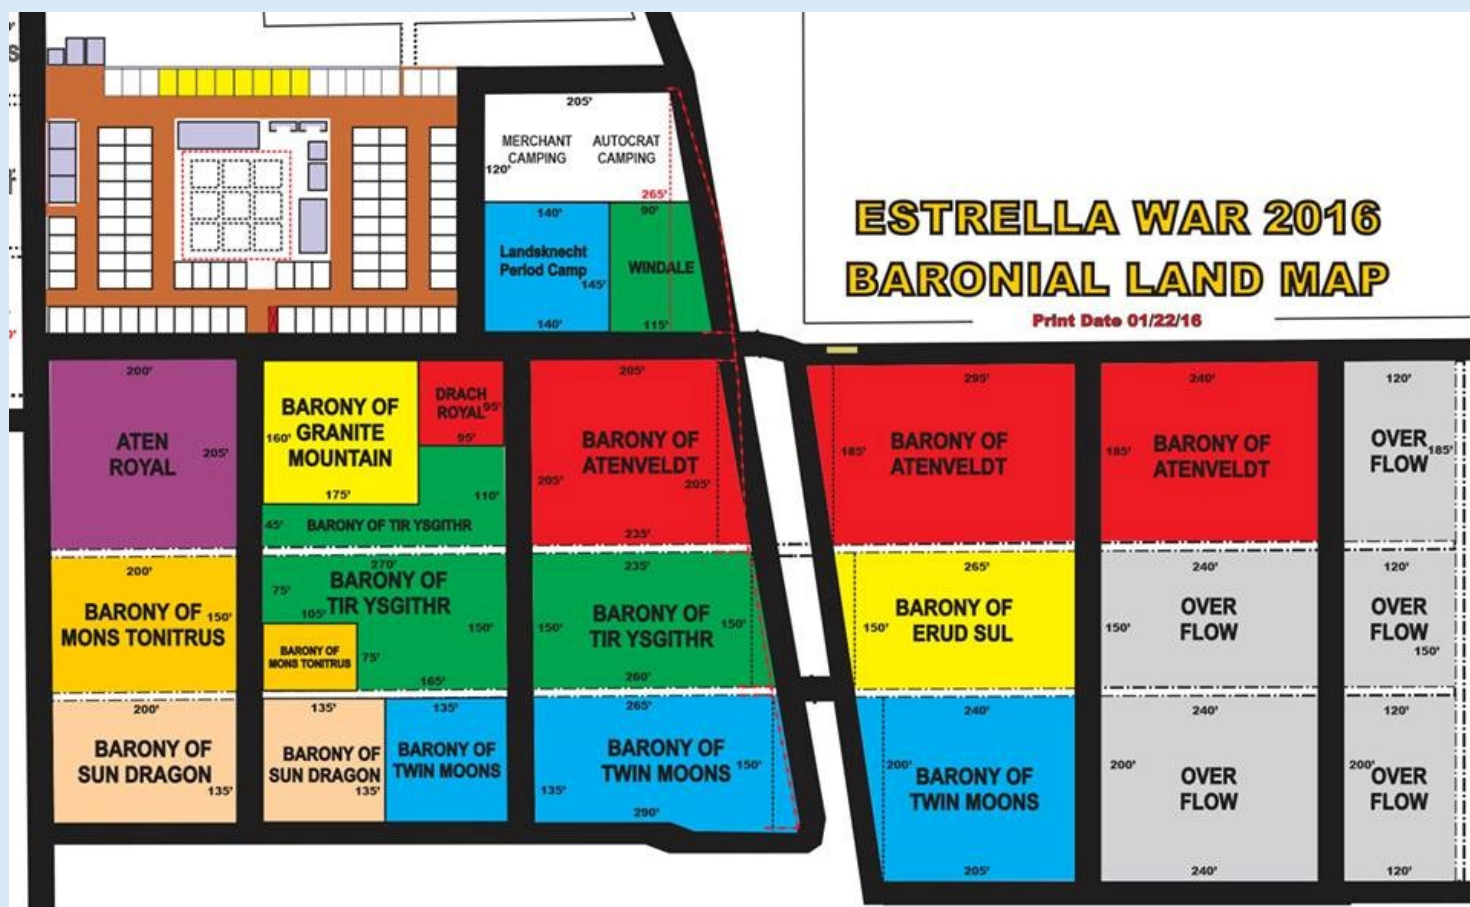 205'
MERCHANT
CAMPING
AUTOCRAT
CAMPING
120'
265'
140'
90'
Landsknecht
Period Camp
145'
WINDALE
140'
115'
ESTRELLA WAR 2016
BARONIAL LAND MAP
Print Date 01/22/16
200'
ATEN
ROYAL
205'
BARONY OF
GRANITE
MOUNTAIN
160'
175'
DRACH
ROYAL
95'
95'
110'
45'
BARONY OF TIR YSGITHR
205'
BARONY OF
ATENVELDT
205'
205'
235'
295'
185'
BARONY OF
ATENVELDT
240'
185'
BARONY OF
ATENVELDT
120'
OVER
FLOW
185'
200'
BARONY OF
MONS TONITRUS
150'
270'
BARONY OF
TIR YSGITHR
75'
105'
150'
BARONY OF
MONS TONITRUS
75'
165'
235'
BARONY OF
TIR YSGITHR
150'
150'
260'
265'
BARONY OF
ERUD SUL
150'
240'
OVER
FLOW
150'
120'
OVER
FLOW
150'
200'
BARONY OF
SUN DRAGON
135'
135'
BARONY OF
SUN DRAGON
135'
135'
BARONY OF
TWIN MOONS
265'
BARONY OF
TWIN MOONS
150'
135'
290'
240'
200'
BARONY OF
TWIN MOONS
205'
240'
200'
OVER
FLOW
240'
120'
200'
OVER
FLOW
120'